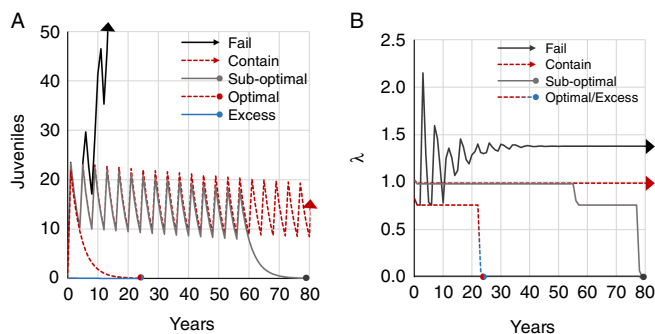 A
50
40
30
20
10
0
Juveniles
Fail
Contain
Sub-optimal
Optimal
Excess
0 10 20 30 40 50 60 70 80
Years
B
2.5
2.0
1.5
1.0
0.5
0.0
λ
Fail
Contain
Sub-optimal
Optimal/Excess
0 10 20 30 40 50 60 70 80
Years